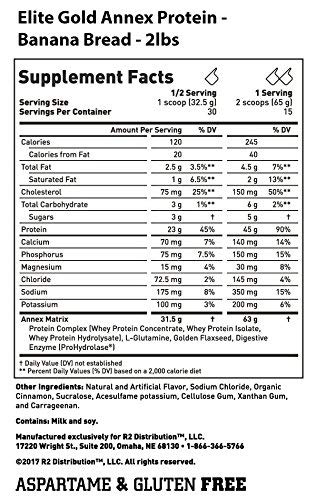 Elite Gold Annex Protein -
Banana Bread - 2lbs
Supplement Facts
1/2 Serving 1 Serving
Serving Size 1 scoop (32.5 g) 2 scoops (65 g)
Servings Per Container 30 15
Amount Per Serving % DV Amount Per Serving % DV
Calories 120 245
Calories from Fat 20 40
Total Fat 2.5 g 3.5%** 4.5 g 7%**
Saturated Fat 1 g 6.5%** 2 g 13%**
Cholesterol 75 mg 25%** 150 mg 50%**
Total Carbohydrate 3 g 1%** 6 g 2%**
Sugars 3 g † 5 g †
Protein 23 g 45% 45 g 90%
Calcium 70 mg 7% 140 mg 14%
Phosphorus 75 mg 7.5% 150 mg 15%
Magnesium 15 mg 4% 30 mg 8%
Chloride 72.5 mg 2% 145 mg 4%
Sodium 175 mg 8% 350 mg 15%
Potassium 100 mg 3% 200 mg 6%
Annex Matrix 31.5 g † 63 g †
Protein Complex [Whey Protein Concentrate, Whey Protein Isolate,
Whey Protein Hydrolysate], L-Glutamine, Golden Flaxseed, Digestive
Enzyme (ProHydrolase®)
† Daily Value (DV) not established
** Percent Daily Values (% DV) based on a 2,000 calorie diet
Other Ingredients: Natural and Artificial Flavor, Sodium Chloride, Organic
Cinnamon, Sucralose, Acesulfame potassium, Cellulose Gum, Xanthan Gum,
and Carrageenan.
Contains: Milk and soy.
Manufactured exclusively for R2 Distribution™, LLC.
17220 Wright St., Suite 200, Omaha, NE 68130 • 1-866-366-5766
©2017 R2 Distribution™, LLC. All rights reserved.
ASPARTAME & GLUTEN FREE